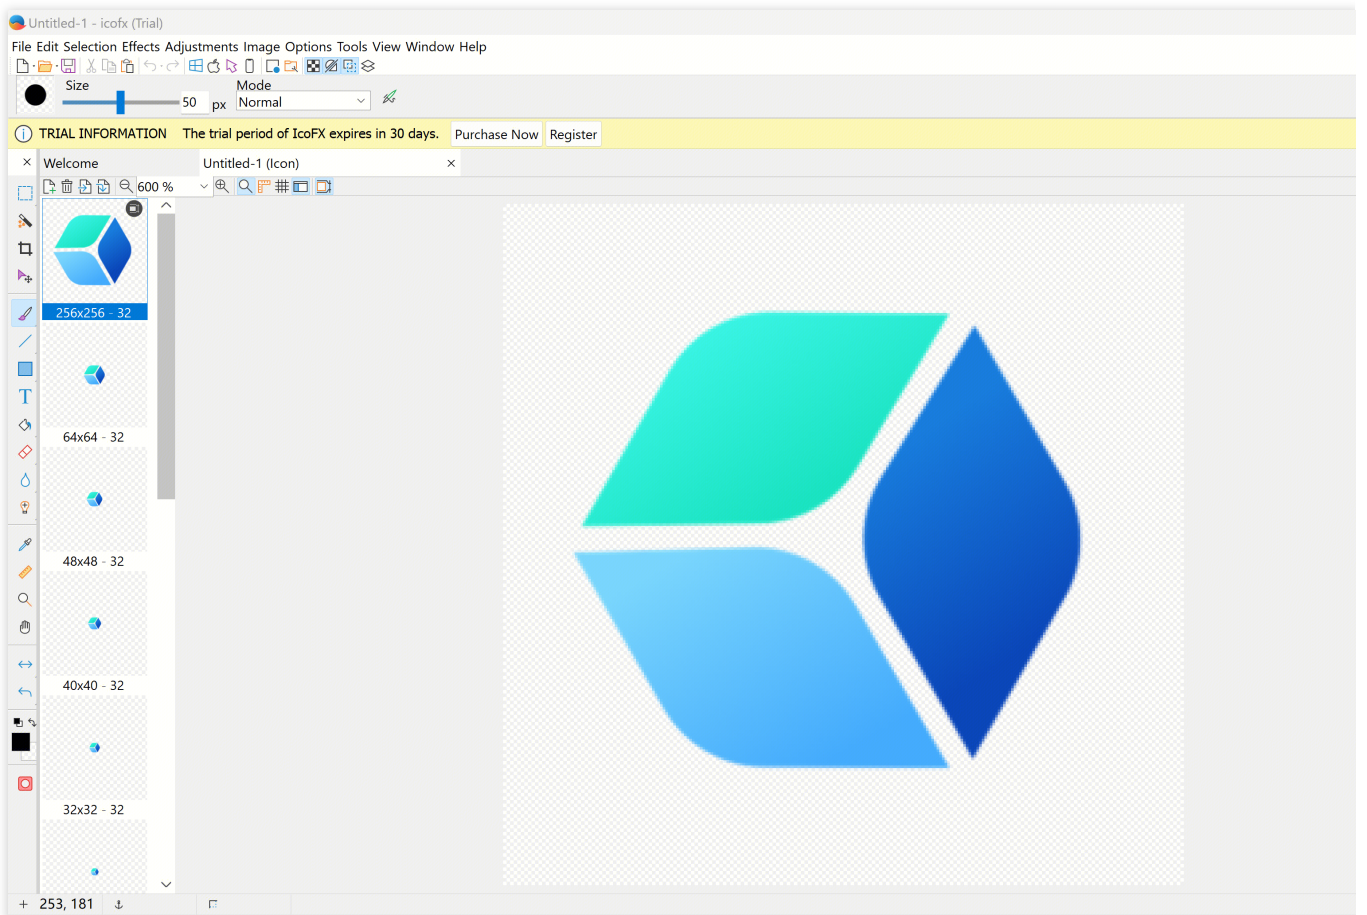 Untitled-1 - icofx (Trial)
File Edit Selection Effects Adjustments Image Options Tools View Window Help
Size
50 px
Mode
Normal
TRIAL INFORMATION The trial period of IcoFX expires in 30 days. Purchase Now Register
Welcome
Untitled-1 (Icon)
600 %
256x256 - 32
64x64 - 32
48x48 - 32
40x40 - 32
32x32 - 32
253, 181